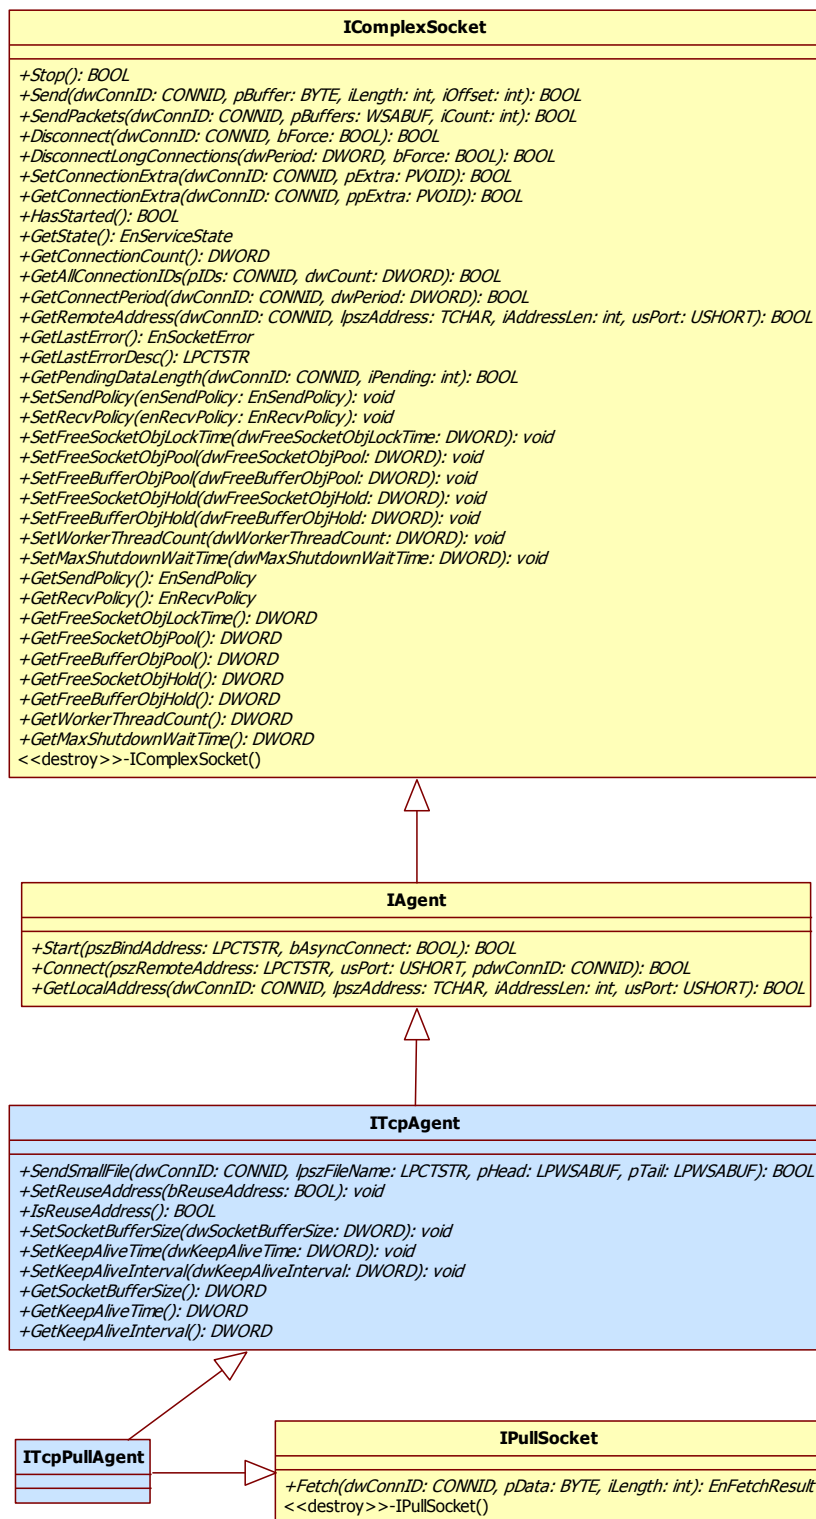 IComplexSocket
+Stop(): BOOL
+Send(dwConnID: CONNID, pBuffer: BYTE, iLength: int, iOffset: int): BOOL
+SendPackets(dwConnID: CONNID, pBuffers: WSABUF, iCount: int): BOOL
+Disconnect(dwConnID: CONNID, bForce: BOOL): BOOL
+DisconnectLongConnections(dwPeriod: DWORD, bForce: BOOL): BOOL
+SetConnectionExtra(dwConnID: CONNID, pExtra: PVOID): BOOL
+GetConnectionExtra(dwConnID: CONNID, ppExtra: PVOID): BOOL
+HasStarted(): BOOL
+GetState(): EnServiceState
+GetConnectionCount(): DWORD
+GetAllConnectionIDs(pIDs: CONNID, dwCount: DWORD): BOOL
+GetConnectPeriod(dwConnID: CONNID, dwPeriod: DWORD): BOOL
+GetRemoteAddress(dwConnID: CONNID, lpszAddress: TCHAR, iAddressLen: int, usPort: USHORT): BOOL
+GetLastError(): EnSocketError
+GetLastErrorDesc(): LPCTSTR
+GetPendingDataLength(dwConnID: CONNID, iPending: int): BOOL
+SetSendPolicy(enSendPolicy: EnSendPolicy): void
+SetRecvPolicy(enRecvPolicy: EnRecvPolicy): void
+SetFreeSocketObjLockTime(dwFreeSocketObjLockTime: DWORD): void
+SetFreeSocketObjPool(dwFreeSocketObjPool: DWORD): void
+SetFreeBufferObjPool(dwFreeBufferObjPool: DWORD): void
+SetFreeSocketObjHold(dwFreeSocketObjHold: DWORD): void
+SetFreeBufferObjHold(dwFreeBufferObjHold: DWORD): void
+SetWorkerThreadCount(dwWorkerThreadCount: DWORD): void
+SetMaxShutdownWaitTime(dwMaxShutdownWaitTime: DWORD): void
+GetSendPolicy(): EnSendPolicy
+GetRecvPolicy(): EnRecvPolicy
+GetFreeSocketObjLockTime(): DWORD
+GetFreeSocketObjPool(): DWORD
+GetFreeBufferObjPool(): DWORD
+GetFreeSocketObjHold(): DWORD
+GetFreeBufferObjHold(): DWORD
+GetWorkerThreadCount(): DWORD
+GetMaxShutdownWaitTime(): DWORD
<<destroy>>-IComplexSocket()
IAgent
+Start(pszBindAddress: LPCTSTR, bAsyncConnect: BOOL): BOOL
+Connect(pszRemoteAddress: LPCTSTR, usPort: USHORT, pdwConnID: CONNID): BOOL
+GetLocalAddress(dwConnID: CONNID, lpszAddress: TCHAR, iAddressLen: int, usPort: USHORT): BOOL
ITcpAgent
+SendSmallFile(dwConnID: CONNID, lpszFileName: LPCTSTR, pHead: LPWSABUF, pTail: LPWSABUF): BOOL
+SetReuseAddress(bReuseAddress: BOOL): void
+IsReuseAddress(): BOOL
+SetSocketBufferSize(dwSocketBufferSize: DWORD): void
+SetKeepAliveTime(dwKeepAliveTime: DWORD): void
+SetKeepAliveInterval(dwKeepAliveInterval: DWORD): void
+GetSocketBufferSize(): DWORD
+GetKeepAliveTime(): DWORD
+GetKeepAliveInterval(): DWORD
ITcpPullAgent
IPullSocket
+Fetch(dwConnID: CONNID, pData: BYTE, iLength: int): EnFetchResult
<<destroy>>-IPullSocket()